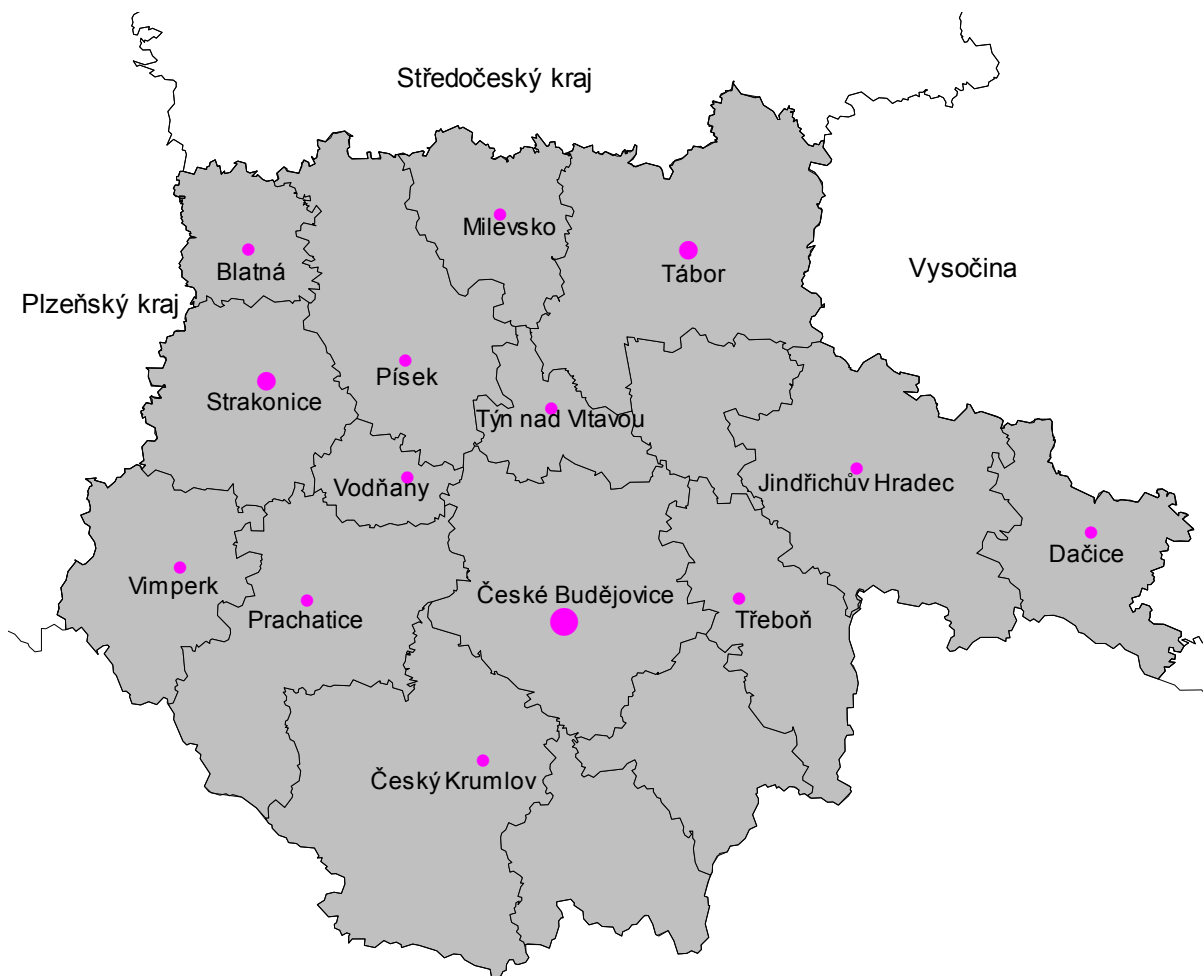 Středočeský kraj
Milevsko
Blatná
Tábor
Vysočina
Plzeňský kraj
Písek
Strakonice
Týn nad Vltavou
Vodňany
Jindřichův Hradec
Dačice
Vimperk
České Budějovice
Prachatice
Třeboň
Český Krumlov